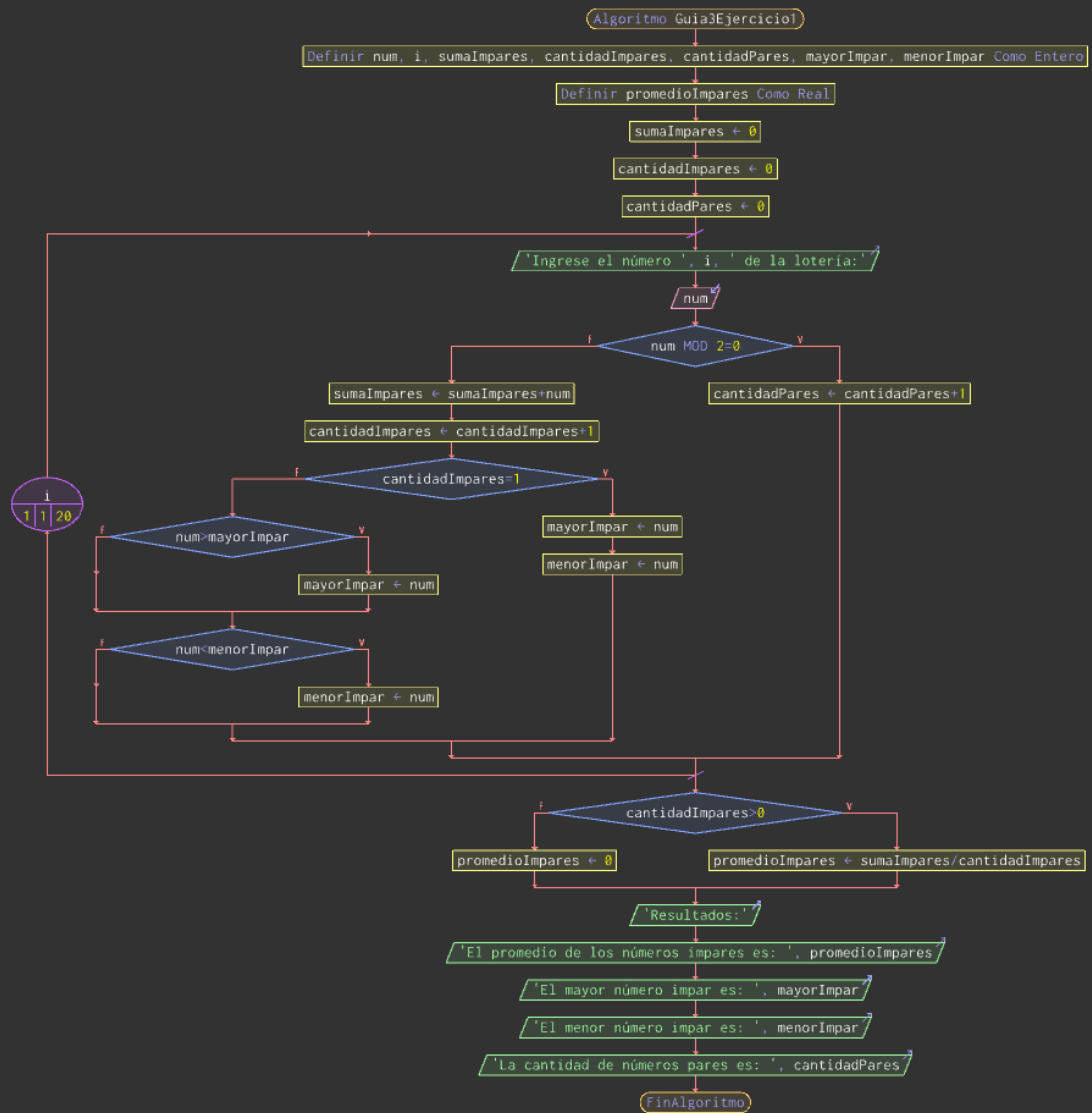 Algoritmo Guia3Ejercicio1
Definir num, i, sumaImpares, cantidadImpares, cantidadPares, mayorImpar, menorImpar Como Entero
Definir promedioImpares Como Real
sumaImpares ← 0
cantidadImpares ← 0
cantidadPares ← 0
'Ingrese el número ', i, ' de la lotería:'
num
F
num MOD 2=0
V
sumaImpares ← sumaImpares+num
cantidadPares ← cantidadPares+1
cantidadImpares ← cantidadImpares+1
F
cantidadImpares=1
V
i
1 1 20
F
num>mayorImpar
V
mayorImpar ← num
menorImpar ← num
mayorImpar ← num
F
num<menorImpar
V
menorImpar ← num
F
cantidadImpares>0
V
promedioImpares ← 0
promedioImpares ← sumaImpares/cantidadImpares
'Resultados:'
'El promedio de los números impares es: ', promedioImpares
'El mayor número impar es: ', mayorImpar
'El menor número impar es: ', menorImpar
'La cantidad de números pares es: ', cantidadPares
FinAlgoritmo